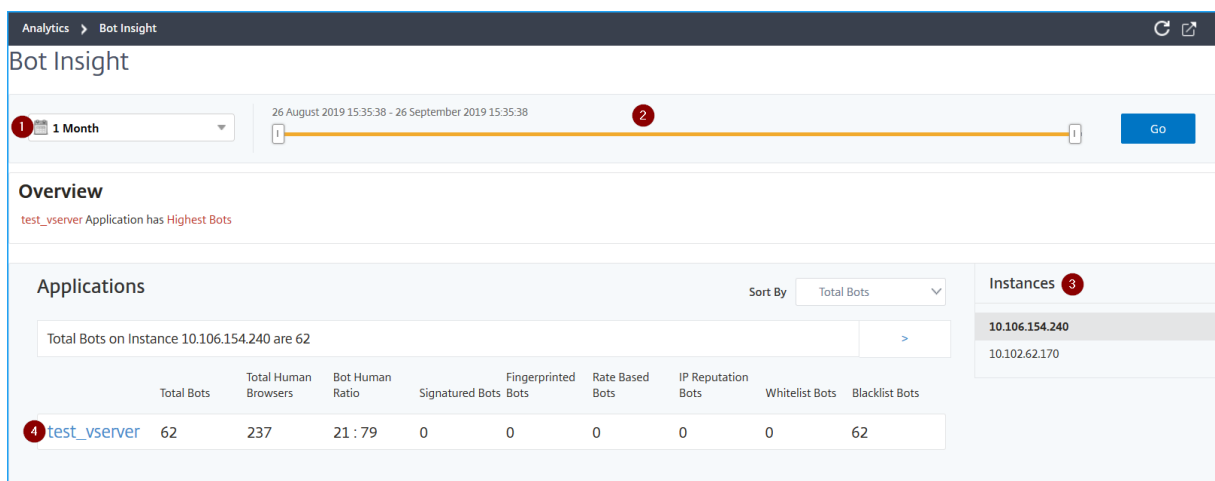 Analytics > Bot Insight
Bot Insight
1 1 Month
26 August 2019 15:35:38 - 26 September 2019 15:35:38
2
Go
Overview
test_vserver Application has Highest Bots
Applications
Sort By Total Bots
Total Bots on Instance 10.106.154.240 are 62 >
Total Bots Total Human Browsers Bot Human Ratio Signatured Bots Fingerprinted Bots Rate Based Bots IP Reputation Bots Whitelist Bots Blacklist Bots
4 test_vserver 62 237 21 : 79 0 0 0 0 0 62
Instances 3
10.106.154.240
10.102.62.170